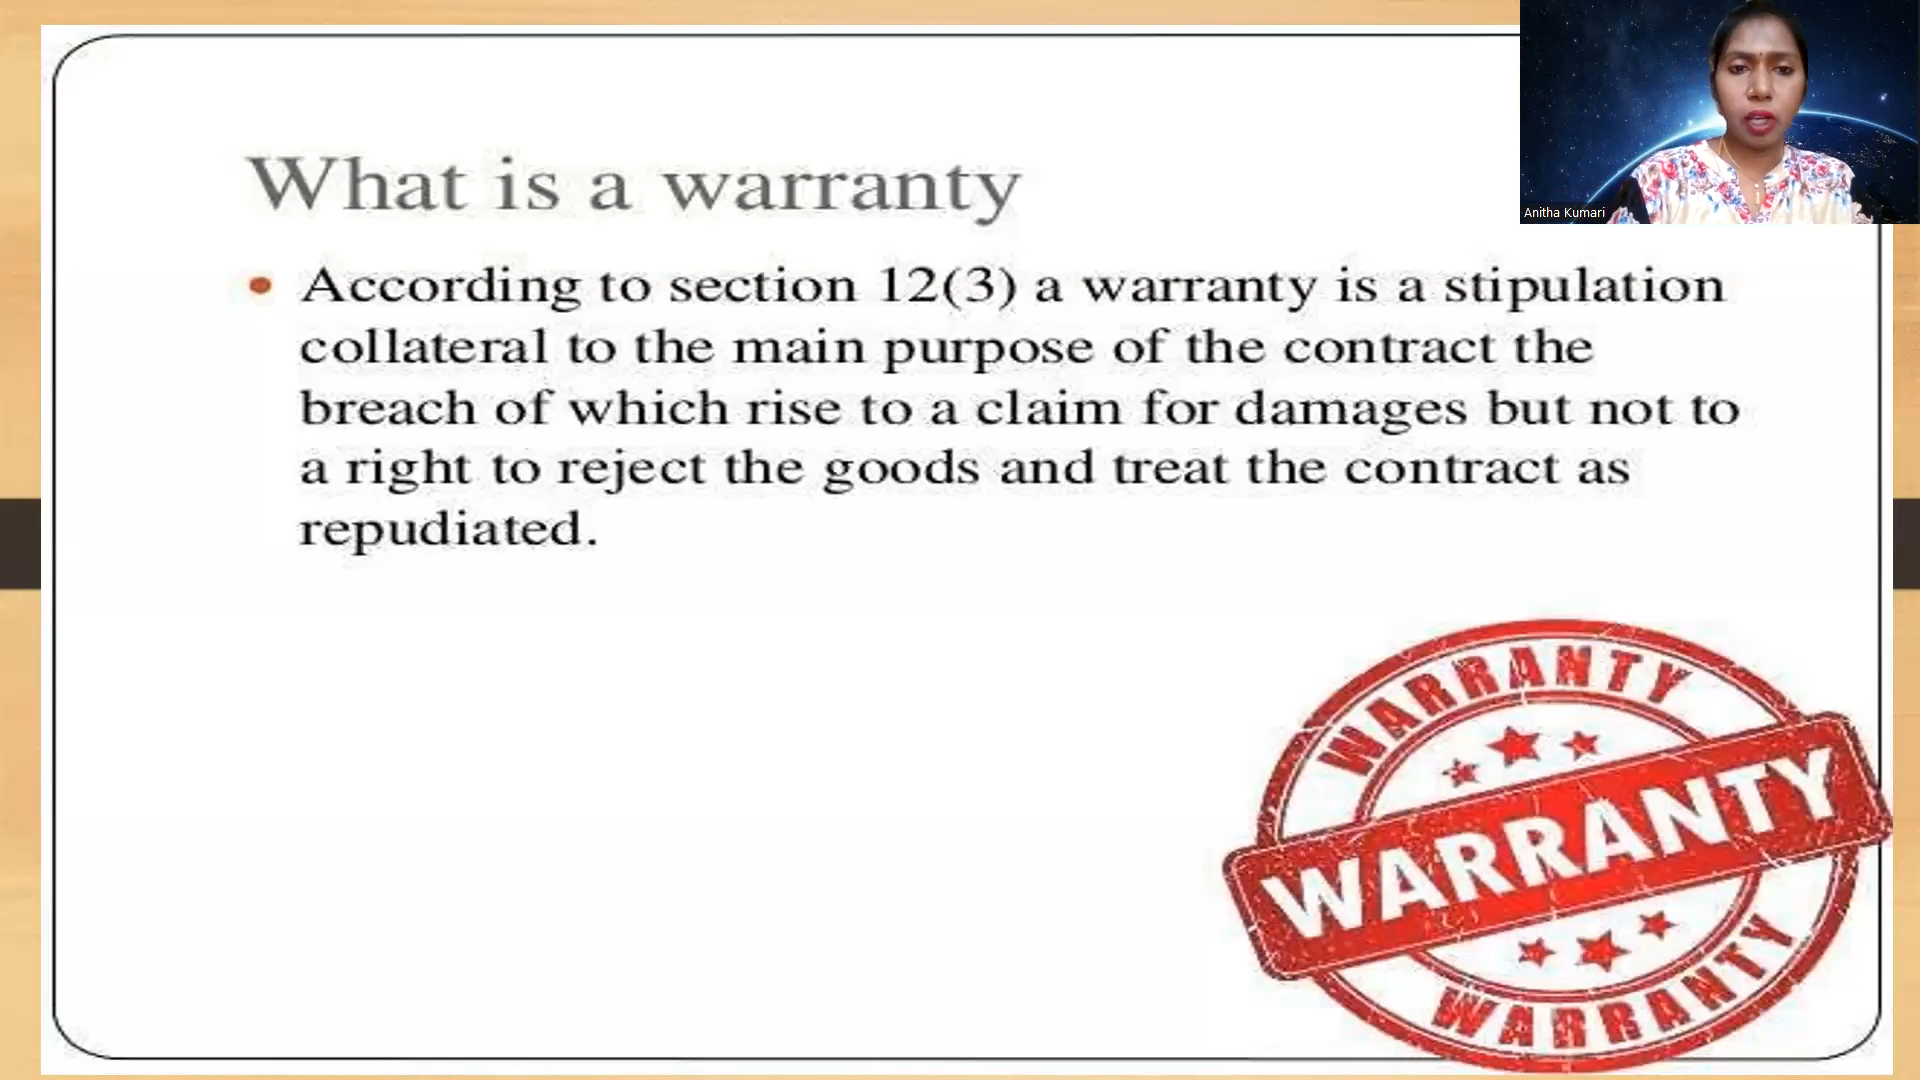 Anitha Kumari
What is a warranty
According to section 12(3) a warranty is a stipulation
collateral to the main purpose of the contract the
breach of which rise to a claim for damages but not to
a right to reject the goods and treat the contract as
repudiated.
WARRANTY
WARRANTY
WARRANTY